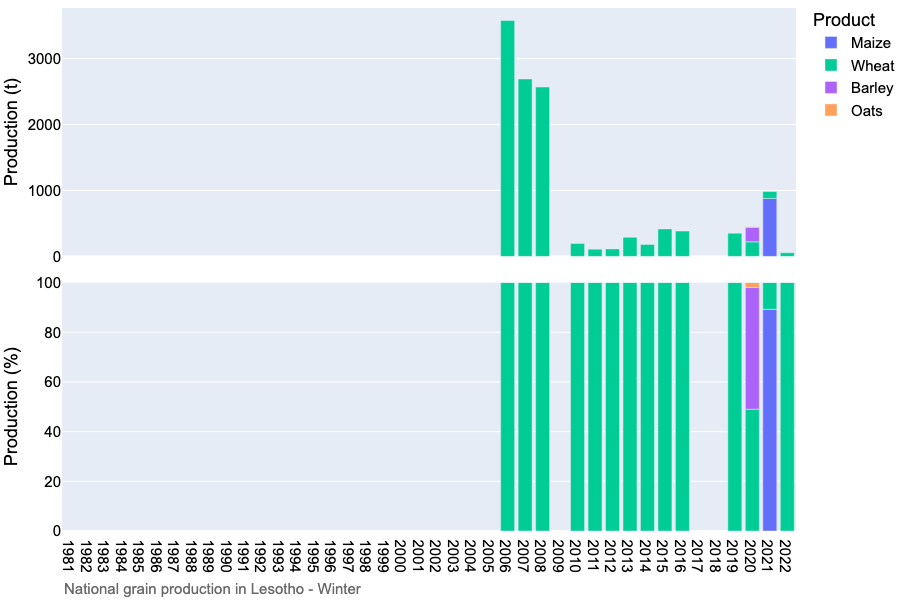 Product
Maize
Wheat
Barley
Oats
Production (t)
3000
2000
1000
0
Production (%)
100
80
60
40
20
0
1981 1982 1983 1984 1985 1986 1987 1988 1989 1990 1991 1992 1993 1994 1995 1996 1997 1998 1999 2000 2001 2002 2003 2004 2005 2006 2007 2008 2009 2010 2011 2012 2013 2014 2015 2016 2017 2018 2019 2020 2021 2022
National grain production in Lesotho - Winter